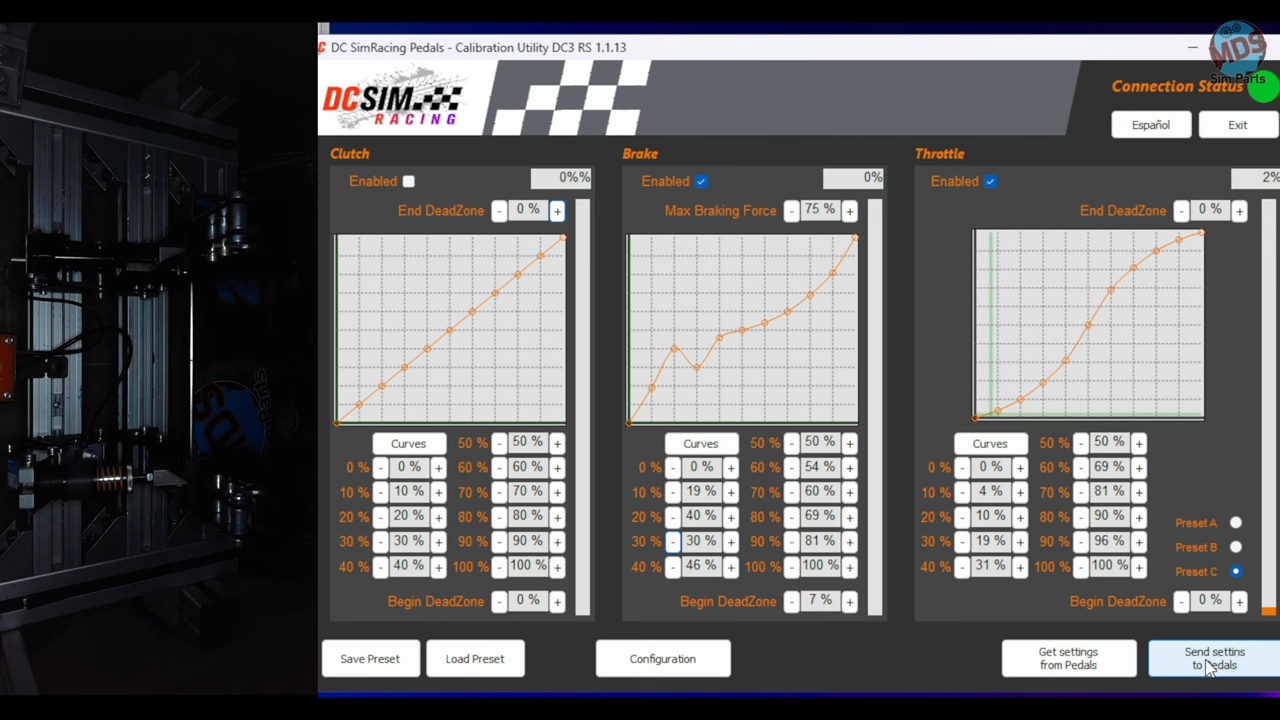 DC SimRacing Pedals - Calibration Utility DC3 RS 1.1.13
MDS
Sim Parts
DCSIM
RACING
Connection Status
Español
Exit
Clutch
Enabled
0%%
End DeadZone - 0 % +
Curves
50 % - 50 % +
0 % - 0 % +
60 % - 60 % +
10 % - 10 % +
70 % - 70 % +
20 % - 20 % +
80 % - 80 % +
30 % - 30 % +
90 % - 90 % +
40 % - 40 % +
100 % - 100 % +
Begin DeadZone - 0 % +
Brake
Enabled
0%
Max Braking Force - 75 % +
Curves
50 % - 50 % +
0 % - 0 % +
60 % - 54 % +
10 % - 19 % +
70 % - 60 % +
20 % - 40 % +
80 % - 69 % +
30 % - 30 % +
90 % - 81 % +
40 % - 46 % +
100 % - 100 % +
Begin DeadZone - 7 % +
Throttle
Enabled
2%
End DeadZone - 0 % +
Curves
50 % - 50 % +
0 % - 0 % +
60 % - 69 % +
10 % - 4 % +
70 % - 81 % +
20 % - 10 % +
80 % - 90 % +
30 % - 19 % +
90 % - 96 % +
40 % - 31 % +
100 % - 100 % +
Preset A
Preset B
Preset C
Begin DeadZone - 0 % +
Save Preset
Load Preset
Configuration
Get settings
from Pedals
Send settins
to Pedals